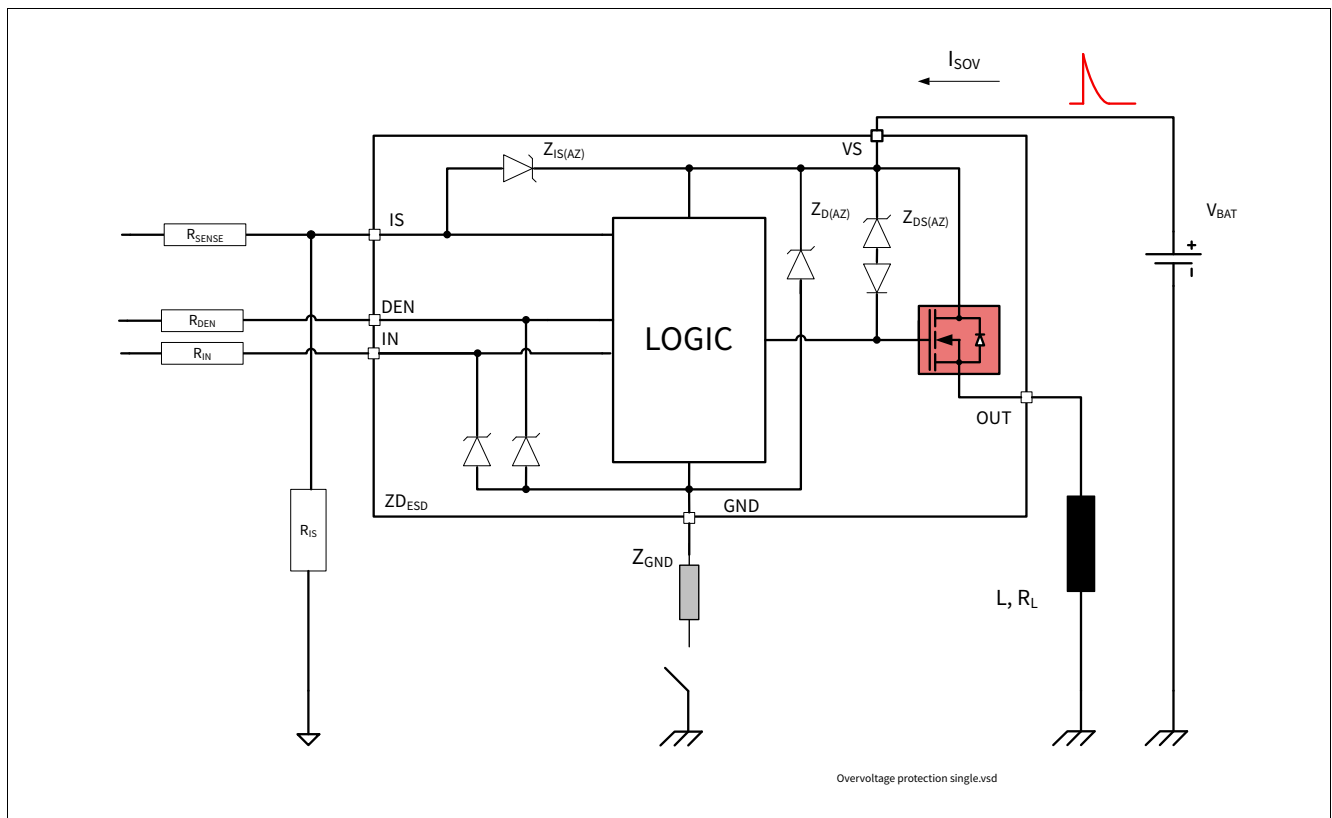 ISOV
ZIS(AZ)
VS
IS
RSENSE
ZD(AZ)
ZDS(AZ)
VBAT
+
DEN
RDEN
IN
RIN
LOGIC
OUT
ZDESD
GND
RIS
ZGND
L, RL
Overvoltage protection single.vsd